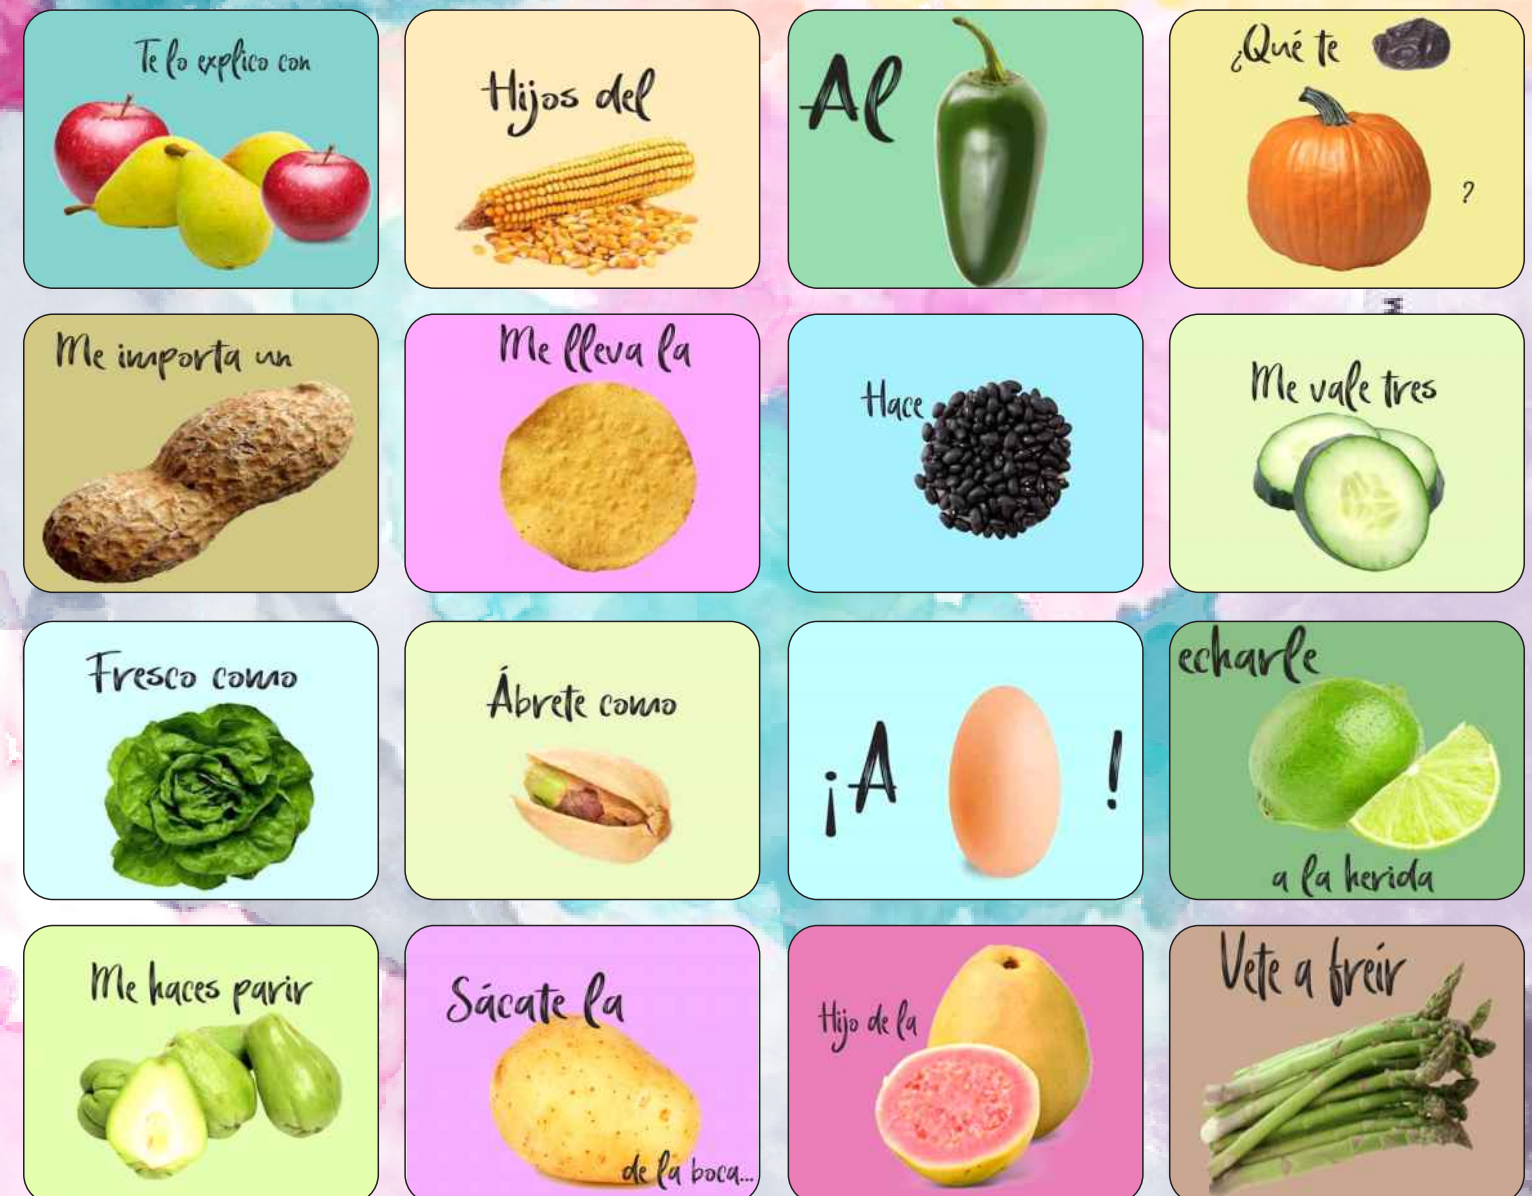 Te lo explico con
Hijos del
Al
¿Qué te
?
Me importa un
Me lleva la
Hace
Me vale tres
Fresco como
Ábrete como
¡A !
echarle
a la herida
Me haces parir
Sácate la
de la boca...
Hijo de la
Vete a freír